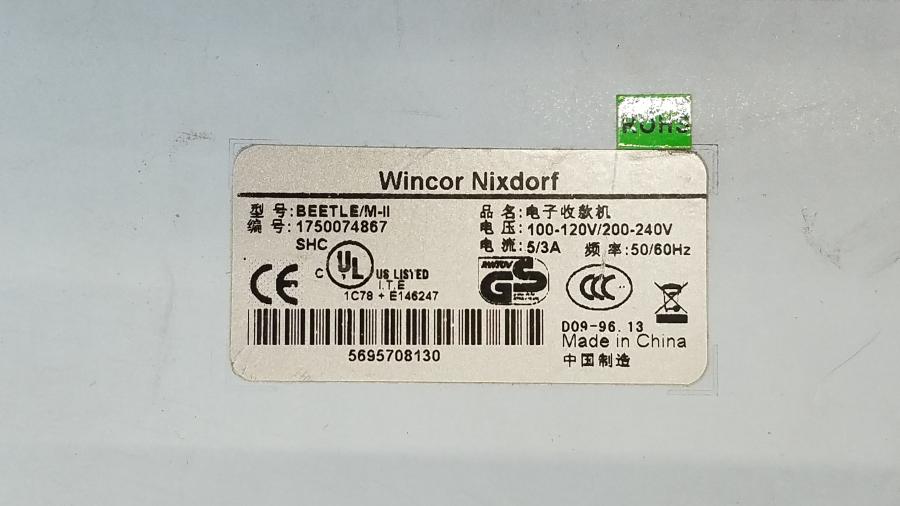 ROHS
Wincor Nixdorf
型 号:BEETLE/M-II
编 号:1750074867
SHC
品 名:电子收款机
电 压:100-120V/200-240V
电 流:5/3A 频 率:50/60Hz
CE
C UL US LISTED
I.T.E
1C78 + E146247
GS
CCC
5695708130
D09-96.13
Made in China
中国制造